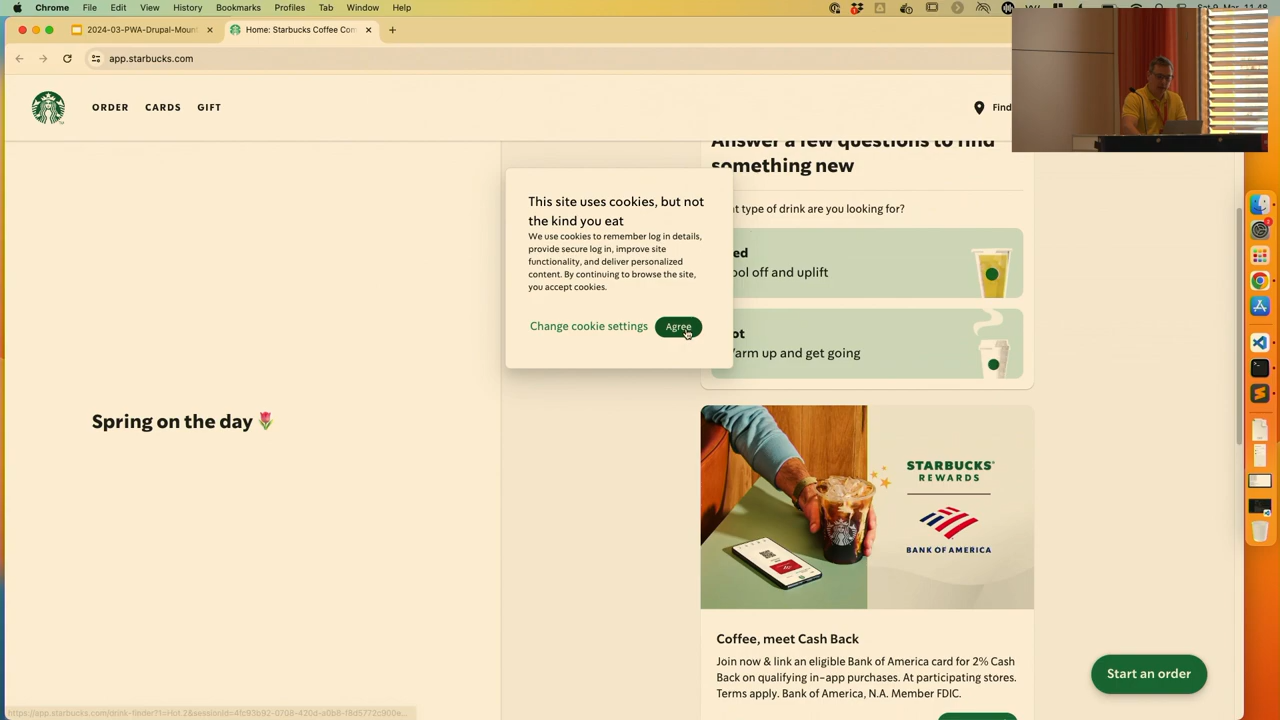 Chrome File Edit View History Bookmarks Profiles Tab Window Help
Sat 9. Mar 11.48
2024-03-PWA-Drupal-Moun
Home: Starbucks Coffee Com
app.starbucks.com
ORDER CARDS GIFT
Find
Answer a few questions to find
something new
This site uses cookies, but not
the kind you eat
We use cookies to remember log in details,
provide secure log in, improve site
functionality, and deliver personalized
content. By continuing to browse the site,
you accept cookies.
Change cookie settings Agree
nt type of drink are you looking for?
ed
ool off and uplift
ot
Warm up and get going
Spring on the day
STARBUCKS
REWARDS
BANK OF AMERICA
Coffee, meet Cash Back
Join now & link an eligible Bank of America card for 2% Cash
Back on qualifying in-app purchases. At participating stores.
Terms apply. Bank of America, N.A. Member FDIC.
Start an order